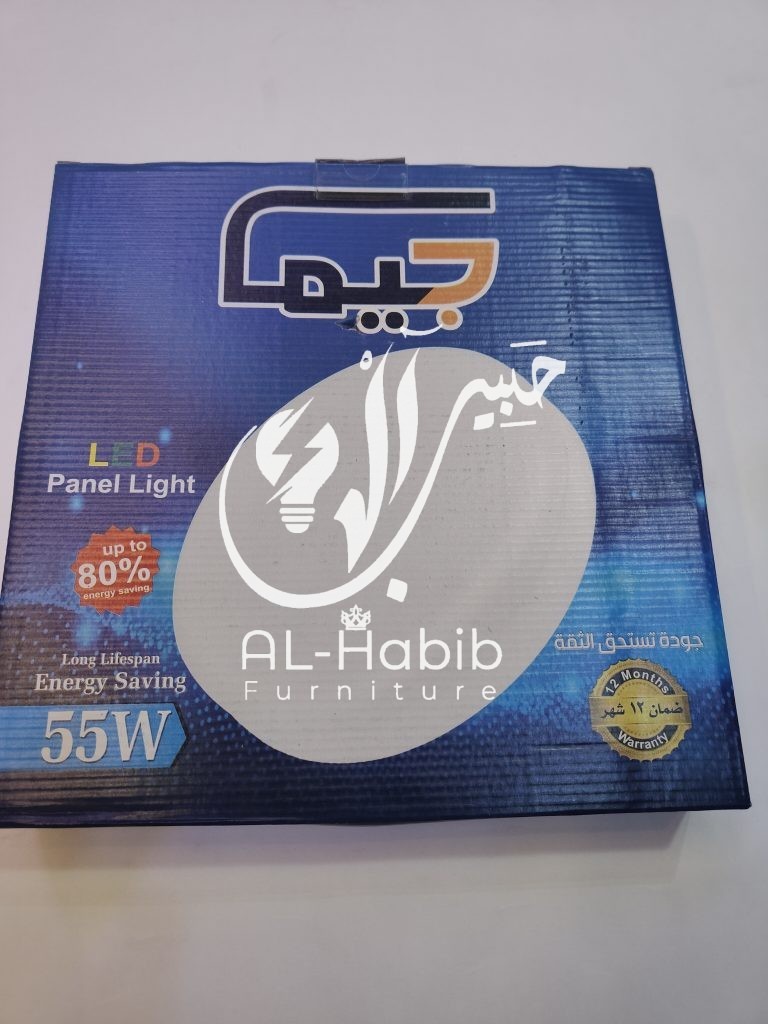 جيما
LED
Panel Light
up to
80%
energy saving
Long Lifespan
Energy Saving
55W
الحبيب
AL-Habib
Furniture
جودة تستحق الثقة
12 Months
ضمان ١٢ شهر
Warranty